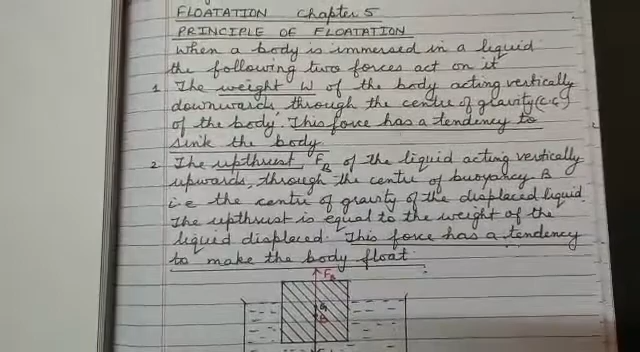 FLOATATION Chapter 5
PRINCIPLE OF FLOATATION
When a body is immersed in a liquid
the following two forces act on it
1. The weight W of the body acting vertically
downwards through the centre of gravity (C.G)
of the body. This force has a tendency to
sink the body.
2. The upthrust FB of the liquid acting vertically
upwards, through the centre of buoyancy B
i.e the centre of gravity of the displaced liquid.
The upthrust is equal to the weight of the
liquid displaced. This force has a tendency
to make the body float.
FB
G
B